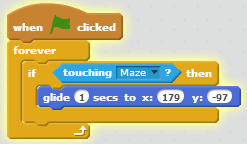 when clicked
forever
if touching Maze ? then
glide 1 secs to x: 179 y: -97